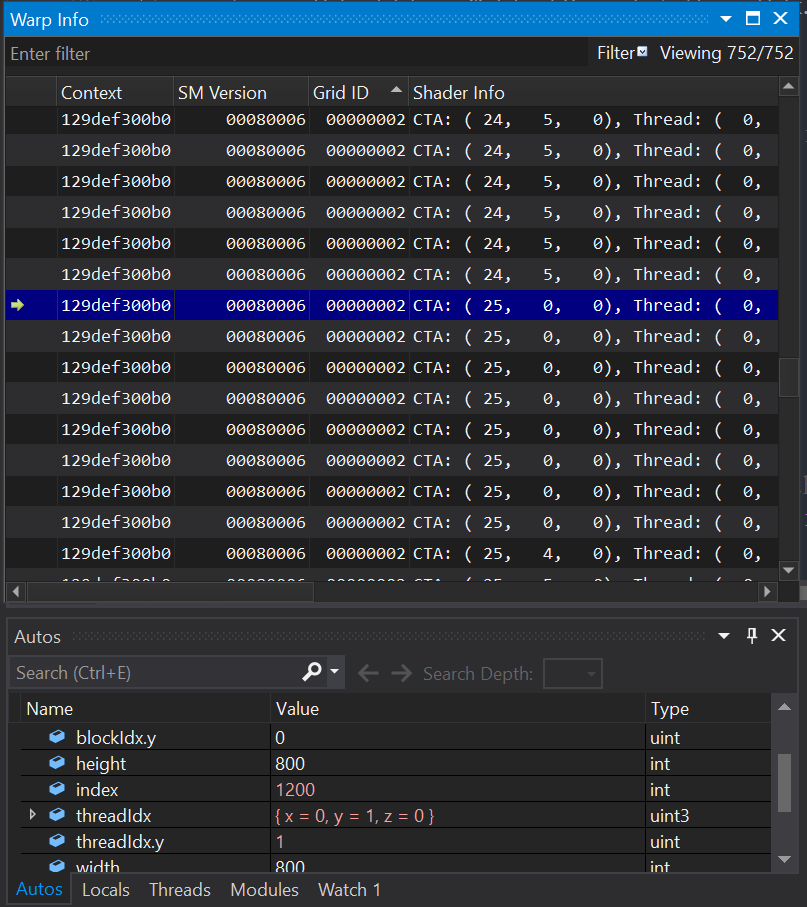 Warp Info
Enter filter Filter Viewing 752/752
Context SM Version Grid ID Shader Info
129def300b0 00080006 00000002 CTA: ( 24, 5, 0), Thread: ( 0,
129def300b0 00080006 00000002 CTA: ( 24, 5, 0), Thread: ( 0,
129def300b0 00080006 00000002 CTA: ( 24, 5, 0), Thread: ( 0,
129def300b0 00080006 00000002 CTA: ( 24, 5, 0), Thread: ( 0,
129def300b0 00080006 00000002 CTA: ( 24, 5, 0), Thread: ( 0,
129def300b0 00080006 00000002 CTA: ( 24, 5, 0), Thread: ( 0,
129def300b0 00080006 00000002 CTA: ( 25, 0, 0), Thread: ( 0,
129def300b0 00080006 00000002 CTA: ( 25, 0, 0), Thread: ( 0,
129def300b0 00080006 00000002 CTA: ( 25, 0, 0), Thread: ( 0,
129def300b0 00080006 00000002 CTA: ( 25, 0, 0), Thread: ( 0,
129def300b0 00080006 00000002 CTA: ( 25, 0, 0), Thread: ( 0,
129def300b0 00080006 00000002 CTA: ( 25, 0, 0), Thread: ( 0,
129def300b0 00080006 00000002 CTA: ( 25, 0, 0), Thread: ( 0,
129def300b0 00080006 00000002 CTA: ( 25, 0, 0), Thread: ( 0,
129def300b0 00080006 00000002 CTA: ( 25, 4, 0), Thread: ( 0,
Autos
Search (Ctrl+E) Search Depth:
Name Value Type
blockIdx.y 0 uint
height 800 int
index 1200 int
threadIdx { x = 0, y = 1, z = 0 } uint3
threadIdx.y 1 uint
width 800 int
Autos Locals Threads Modules Watch 1